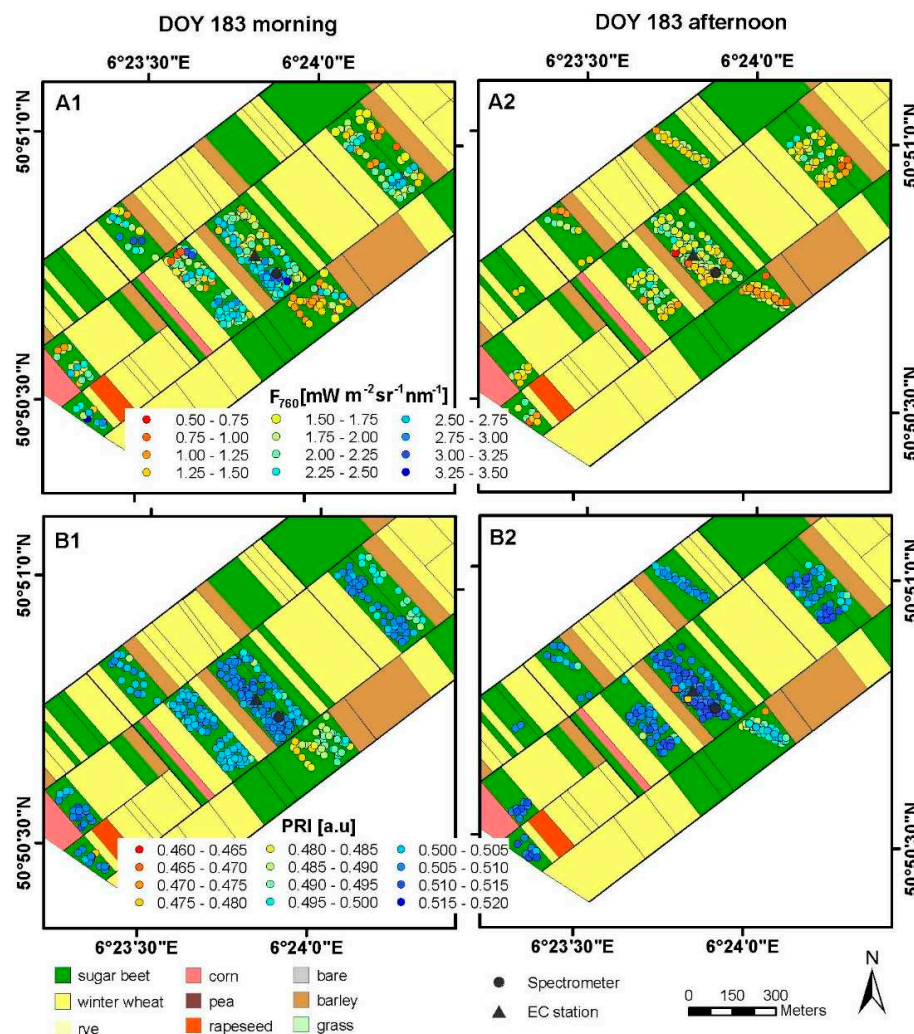 DOY 183 morning
DOY 183 afternoon
6°23'30"E
6°24'0"E
6°23'30"E
6°24'0"E
A1
A2
50°51'0"N
50°51'0"N
50°50'30"N
50°50'30"N
F760 [mW m-2 sr-1 nm-1]
0.50 - 0.75
1.50 - 1.75
2.50 - 2.75
0.75 - 1.00
1.75 - 2.00
2.75 - 3.00
1.00 - 1.25
2.00 - 2.25
3.00 - 3.25
1.25 - 1.50
2.25 - 2.50
3.25 - 3.50
B1
B2
50°51'0"N
50°51'0"N
50°50'30"N
50°50'30"N
PRI [a.u]
0.460 - 0.465
0.480 - 0.485
0.500 - 0.505
0.465 - 0.470
0.485 - 0.490
0.505 - 0.510
0.470 - 0.475
0.490 - 0.495
0.510 - 0.515
0.475 - 0.480
0.495 - 0.500
0.515 - 0.520
6°23'30"E
6°24'0"E
6°23'30"E
6°24'0"E
sugar beet
corn
bare
winter wheat
pea
barley
rye
rapeseed
grass
Spectrometer
EC station
0 150 300
Meters
N